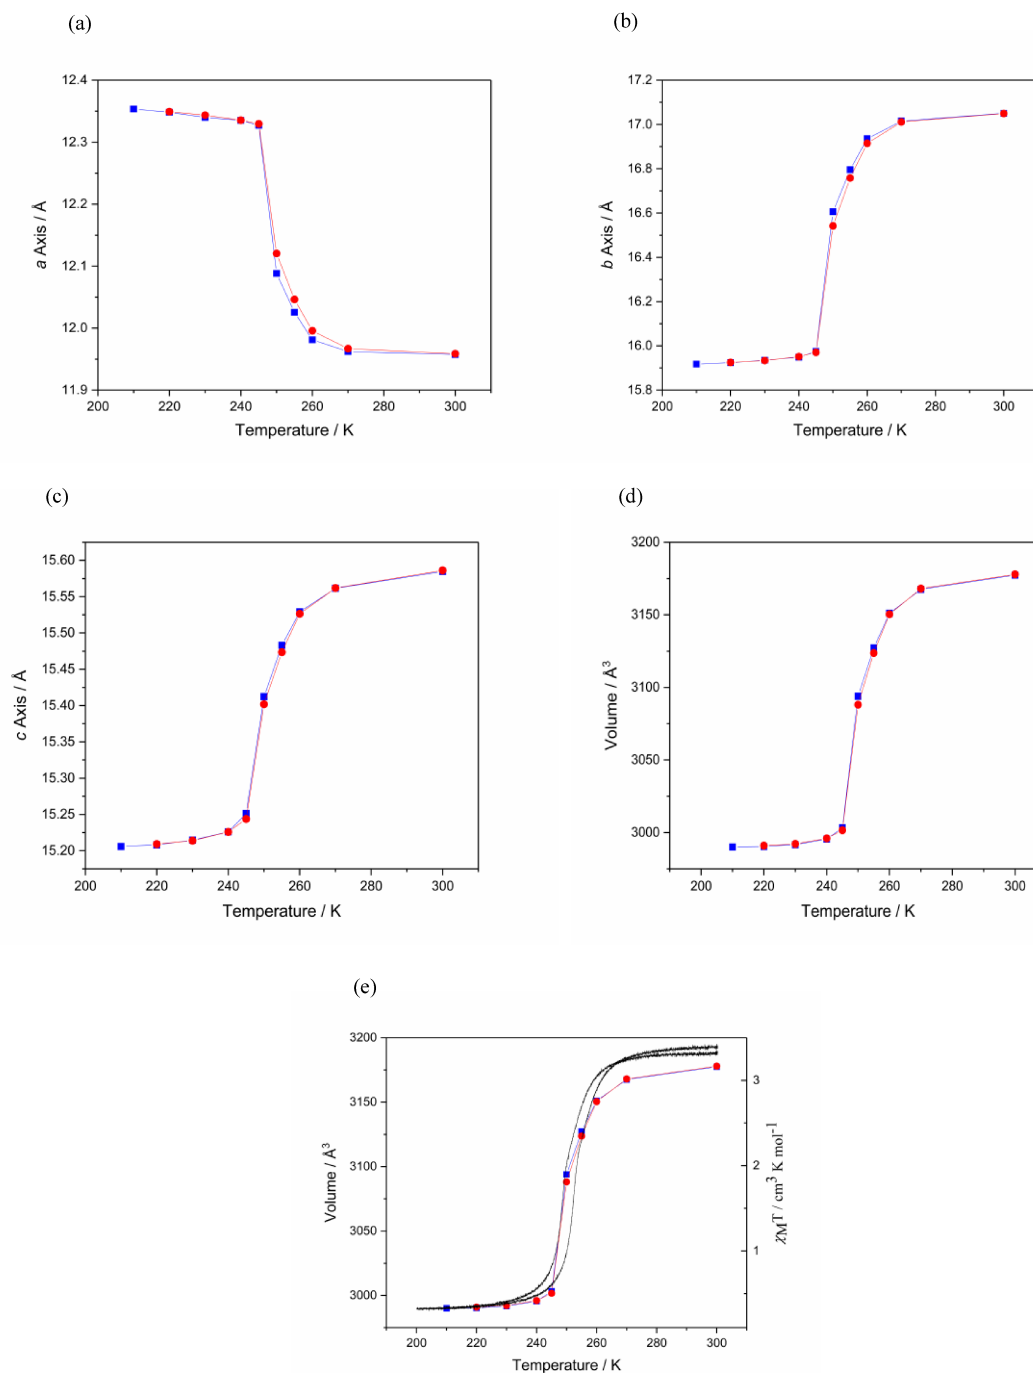 (a)
(b)
12.4
12.3
12.2
12.1
12.0
11.9
a Axis / Å
200 220 240 260 280 300
Temperature / K
17.2
17.0
16.8
16.6
16.4
16.2
16.0
15.8
b Axis / Å
200 220 240 260 280 300
Temperature / K
(c)
(d)
15.60
15.55
15.50
15.45
15.40
15.35
15.30
15.25
15.20
c Axis / Å
200 220 240 260 280 300
Temperature / K
3200
3150
3100
3050
3000
Volume / Å³
200 220 240 260 280 300
Temperature / K
(e)
3200
3150
3100
3050
3000
Volume / Å³
3
2
1
χMT / cm³ K mol⁻¹
200 220 240 260 280 300
Temperature / K